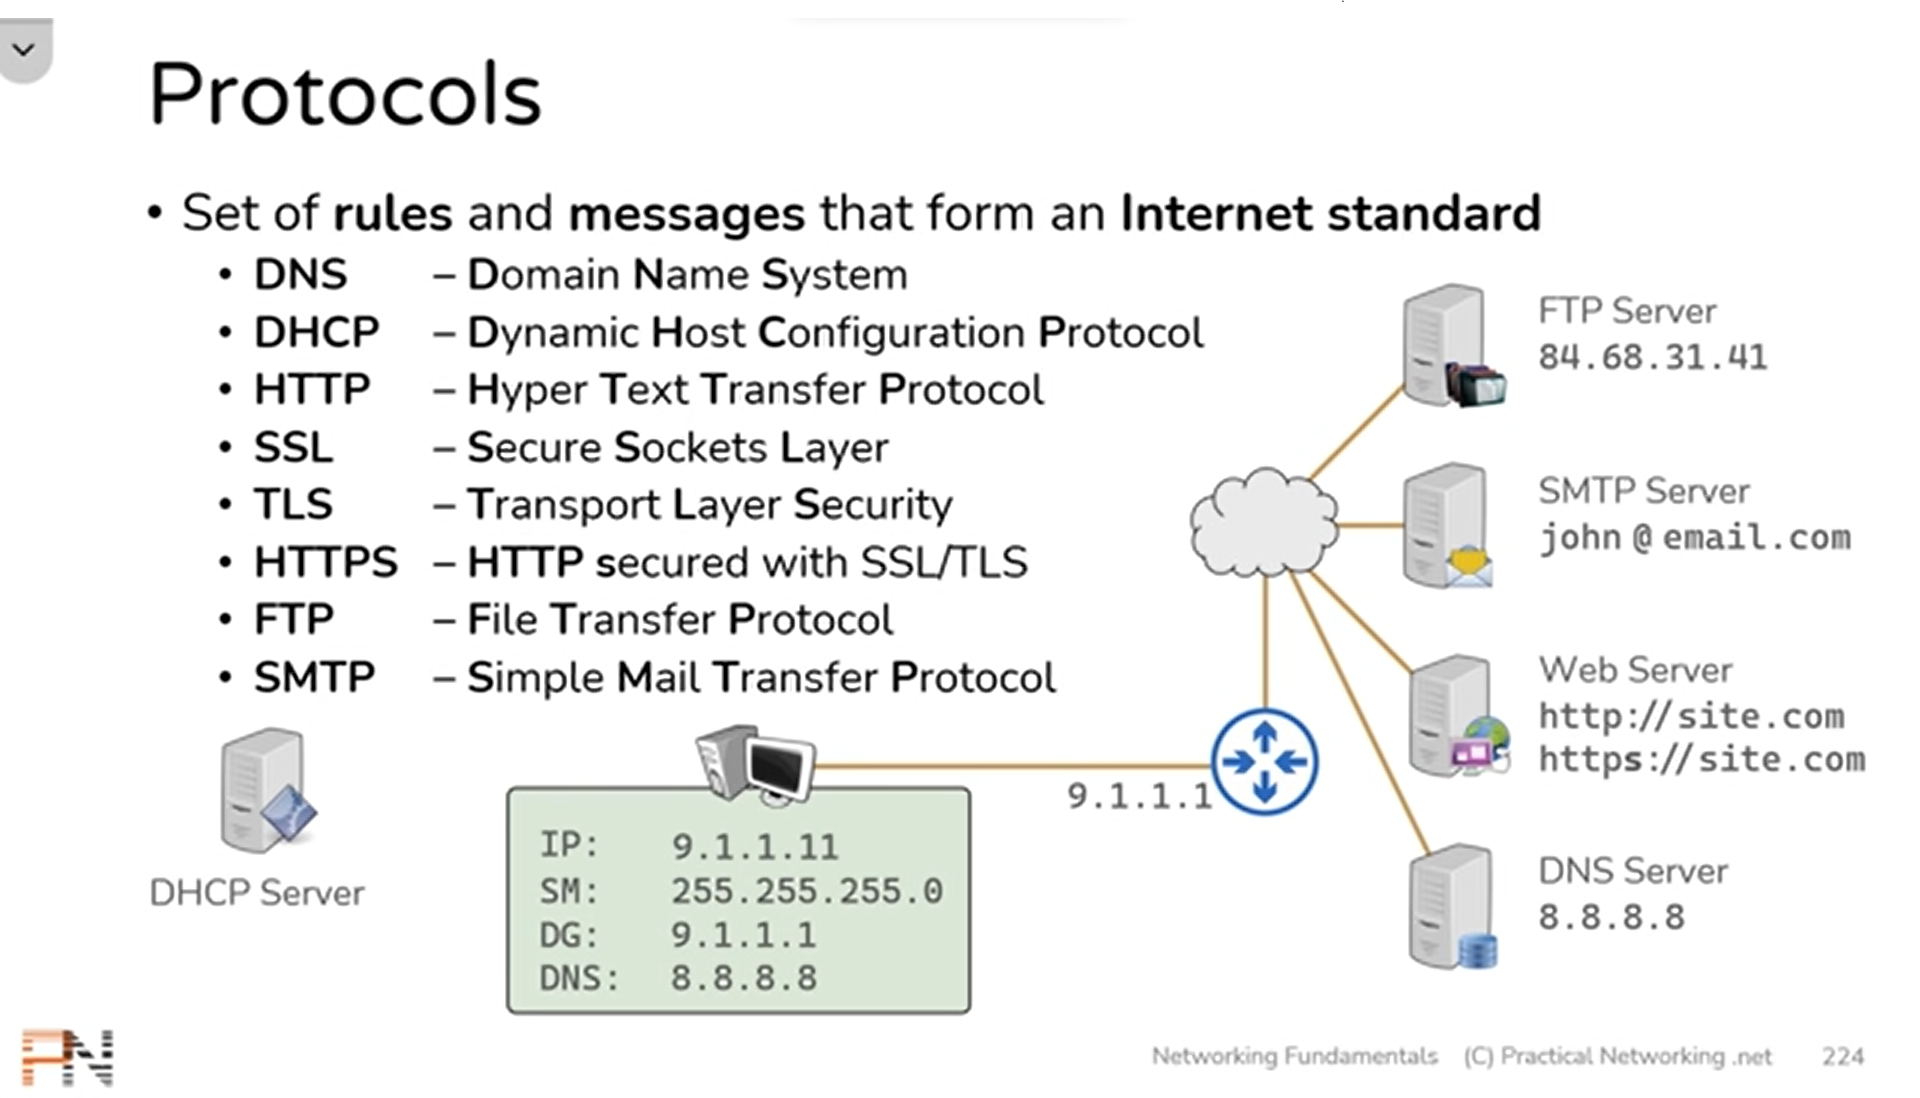 Protocols
• Set of rules and messages that form an Internet standard
• DNS – Domain Name System
• DHCP – Dynamic Host Configuration Protocol
• HTTP – Hyper Text Transfer Protocol
• SSL – Secure Sockets Layer
• TLS – Transport Layer Security
• HTTPS – HTTP secured with SSL/TLS
• FTP – File Transfer Protocol
• SMTP – Simple Mail Transfer Protocol
FTP Server
84.68.31.41
SMTP Server
john @ email.com
Web Server
http://site.com
https://site.com
DNS Server
8.8.8.8
9.1.1.1
DHCP Server
IP: 9.1.1.11
SM: 255.255.255.0
DG: 9.1.1.1
DNS: 8.8.8.8
PN
Networking Fundamentals (C) Practical Networking .net 224